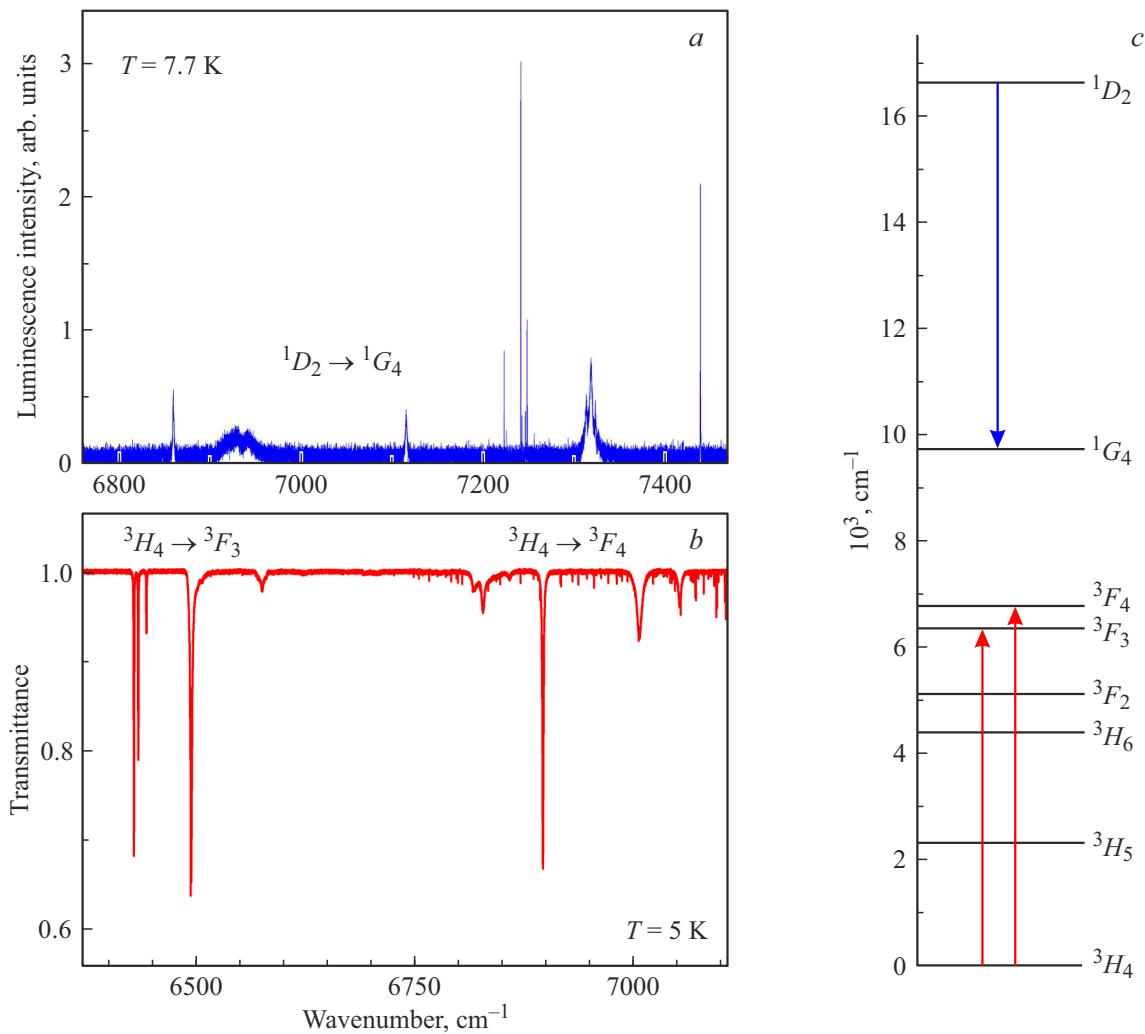 a
T = 7.7 K
Luminescence intensity, arb. units
3
2
1
0
¹D₂ → ¹G₄
6800 7000 7200 7400
³H₄ → ³F₃ ³H₄ → ³F₄ b
Transmittance
1.0
0.8
0.6
T = 5 K
6500 6750 7000
Wavenumber, cm⁻¹
c
10³, cm⁻¹
16
14
12
10
8
6
4
2
0
¹D₂
¹G₄
³F₄
³F₃
³F₂
³H₆
³H₅
³H₄